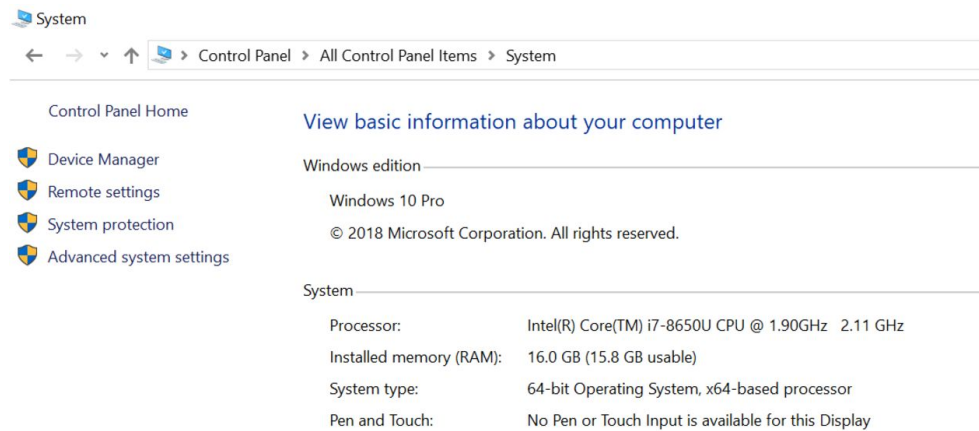 System
Control Panel > All Control Panel Items > System
Control Panel Home
Device Manager
Remote settings
System protection
Advanced system settings
View basic information about your computer
Windows edition
Windows 10 Pro
© 2018 Microsoft Corporation. All rights reserved.
System
Processor: Intel(R) Core(TM) i7-8650U CPU @ 1.90GHz 2.11 GHz
Installed memory (RAM): 16.0 GB (15.8 GB usable)
System type: 64-bit Operating System, x64-based processor
Pen and Touch: No Pen or Touch Input is available for this Display